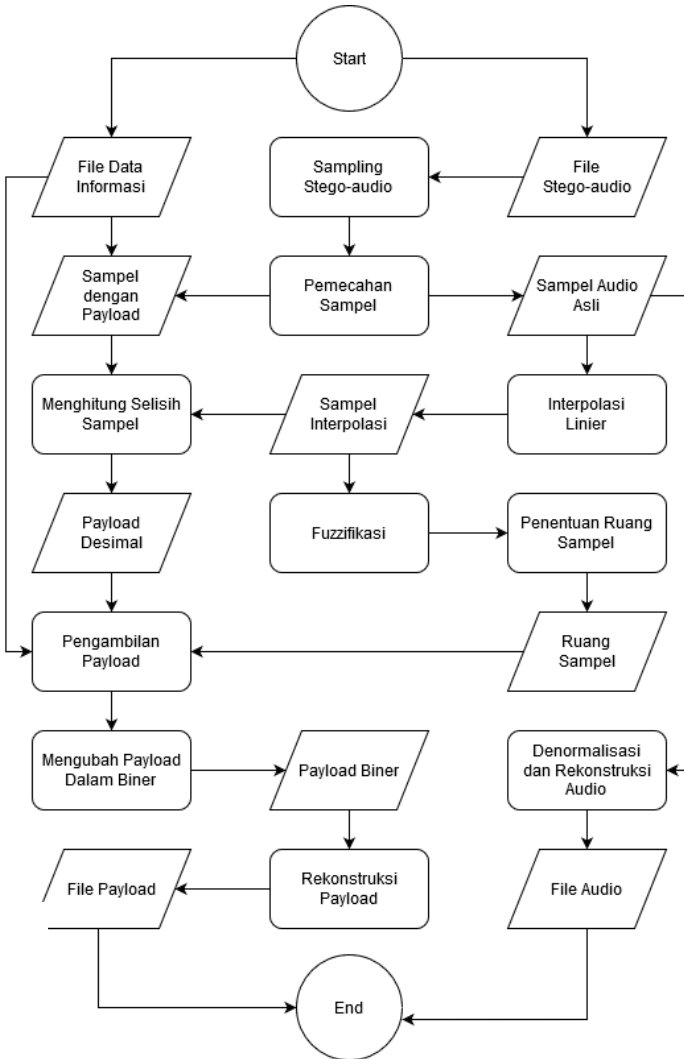 Start
File Data
Informasi
Sampling
Stego-audio
File
Stego-audio
Sampel
dengan
Payload
Pemecahan
Sampel
Sampel Audio
Asli
Menghitung Selisih
Sampel
Sampel
Interpolasi
Interpolasi
Linier
Payload
Desimal
Fuzzifikasi
Penentuan Ruang
Sampel
Pengambilan
Payload
Ruang
Sampel
Mengubah Payload
Dalam Biner
Payload Biner
Denormalisasi
dan Rekonstruksi
Audio
File Payload
Rekonstruksi
Payload
File Audio
End